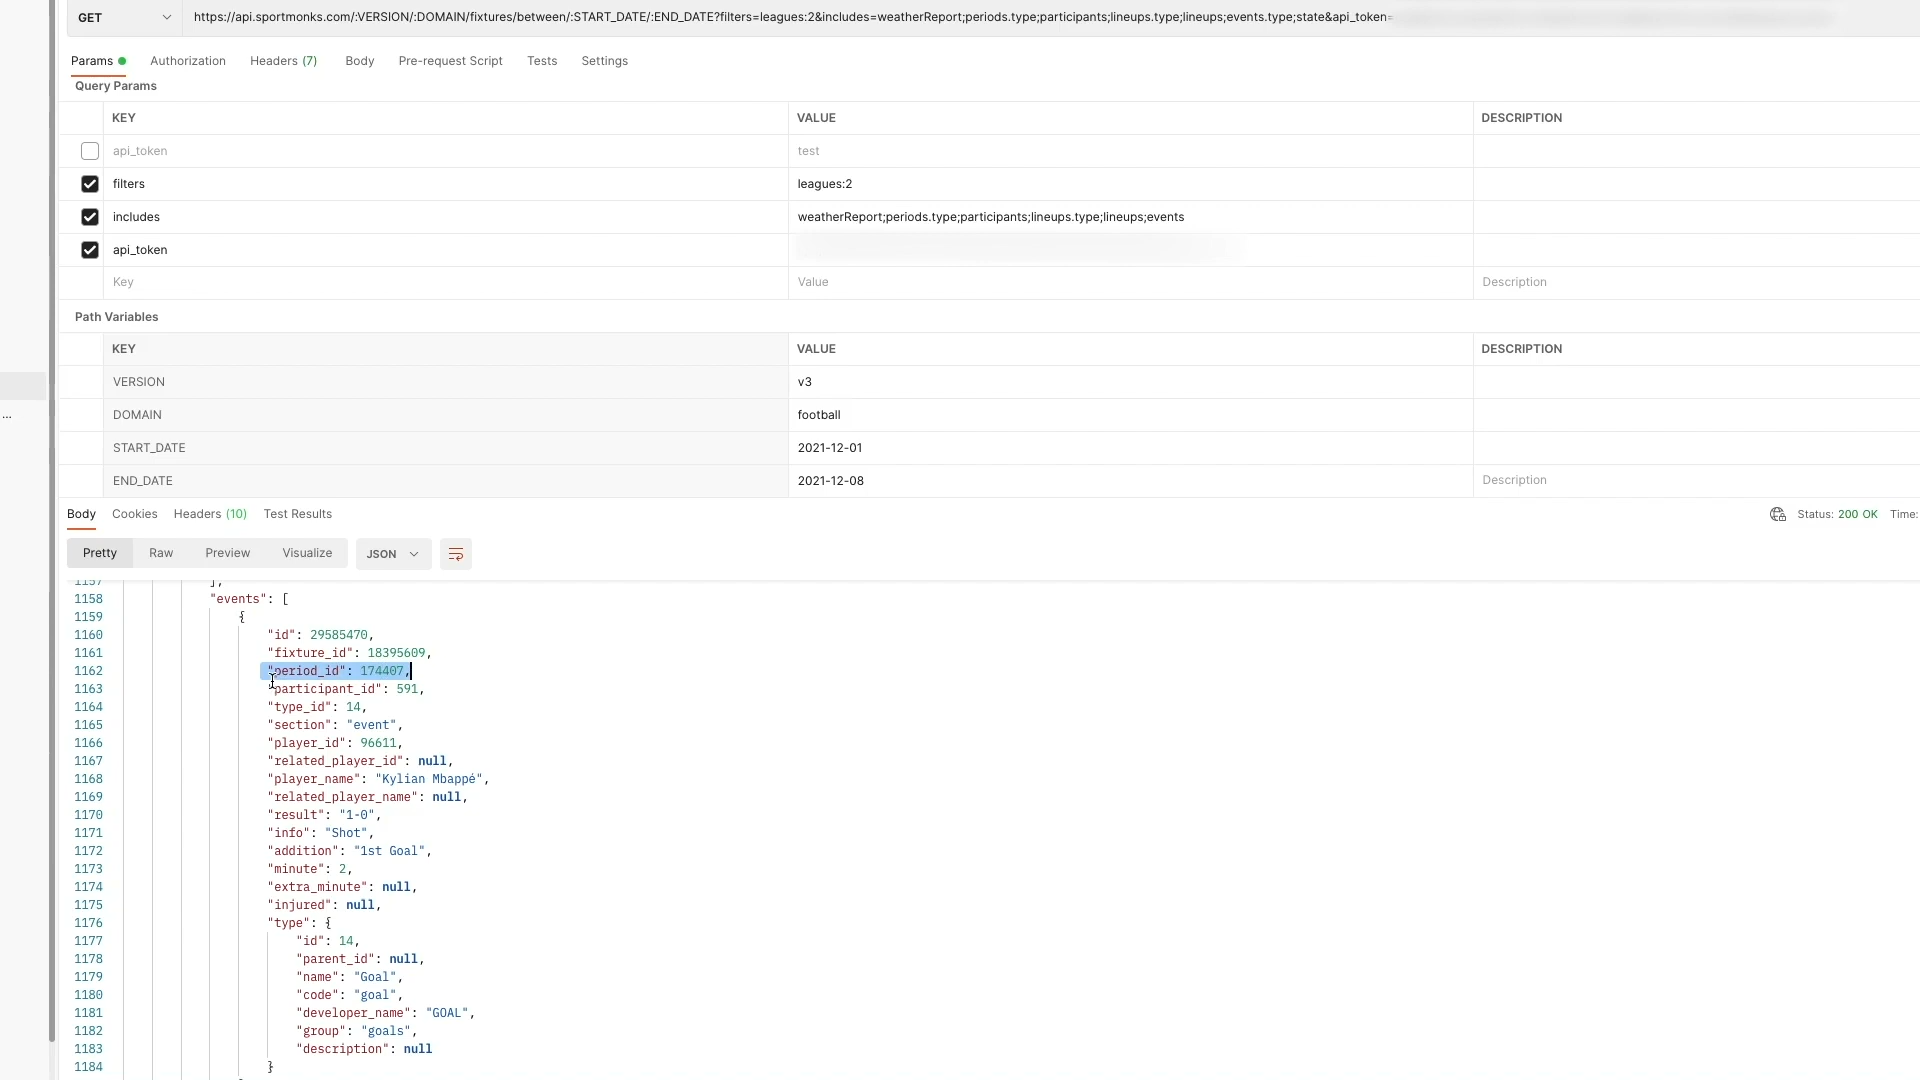 GET https://api.sportmonks.com/:VERSION/:DOMAIN/fixtures/between/:START_DATE/:END_DATE?filters=leagues:2&includes=weatherReport;periods.type;participants;lineups.type;lineups;events.type;state&api_token=
Params Authorization Headers (7) Body Pre-request Script Tests Settings
Query Params
KEY VALUE DESCRIPTION
api_token test
filters leagues:2
includes weatherReport;periods.type;participants;lineups.type;lineups;events
api_token
Key Value Description
Path Variables
KEY VALUE DESCRIPTION
VERSION v3
DOMAIN football
...
START_DATE 2021-12-01
END_DATE 2021-12-08 Description
Body Cookies Headers (10) Test Results Status: 200 OK Time:
Pretty Raw Preview Visualize JSON
1157 ],
1158 "events": [
1159 {
1160 "id": 29585470,
1161 "fixture_id": 18395609,
1162 "period_id": 174407,
1163 "participant_id": 591,
1164 "type_id": 14,
1165 "section": "event",
1166 "player_id": 96611,
1167 "related_player_id": null,
1168 "player_name": "Kylian Mbappé",
1169 "related_player_name": null,
1170 "result": "1-0",
1171 "info": "Shot",
1172 "addition": "1st Goal",
1173 "minute": 2,
1174 "extra_minute": null,
1175 "injured": null,
1176 "type": {
1177 "id": 14,
1178 "parent_id": null,
1179 "name": "Goal",
1180 "code": "goal",
1181 "developer_name": "GOAL",
1182 "group": "goals",
1183 "description": null
1184 }